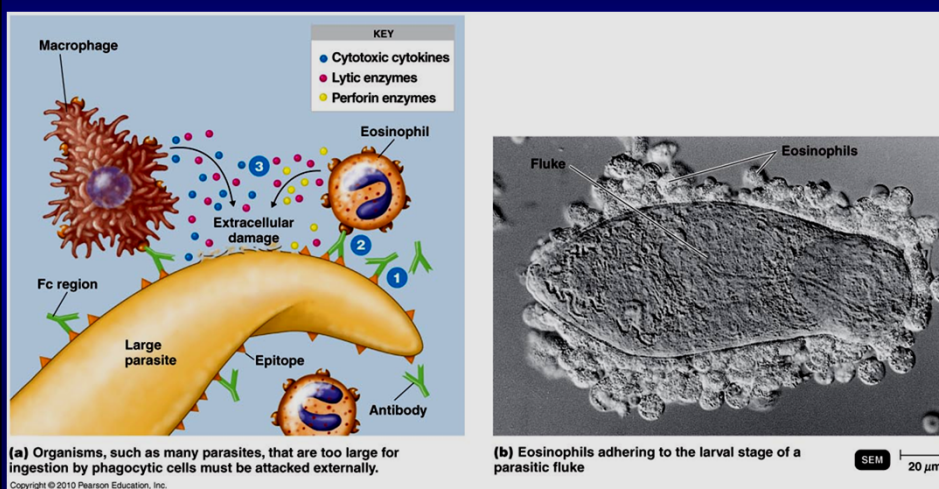 Macrophage
KEY
Cytotoxic cytokines
Lytic enzymes
Perforin enzymes
Eosinophil
3
Extracellular
damage
2
1
Fc region
Large
parasite
Epitope
Antibody
(a) Organisms, such as many parasites, that are too large for
ingestion by phagocytic cells must be attacked externally.
Copyright © 2010 Pearson Education, Inc.
Fluke
Eosinophils
(b) Eosinophils adhering to the larval stage of a
parasitic fluke
SEM
20 μm